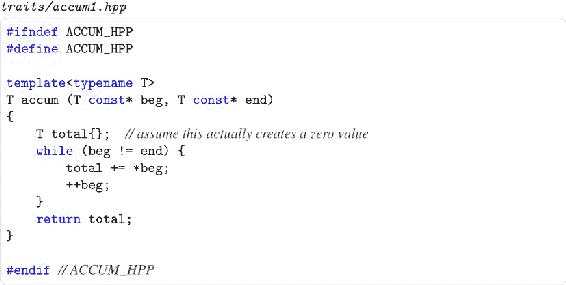 traits/accum1.hpp
#ifndef ACCUM_HPP
#define ACCUM_HPP
template<typename T>
T accum (T const* beg, T const* end)
{
T total{}; // assume this actually creates a zero value
while (beg != end) {
total += *beg;
++beg;
}
return total;
}
#endif // ACCUM_HPP